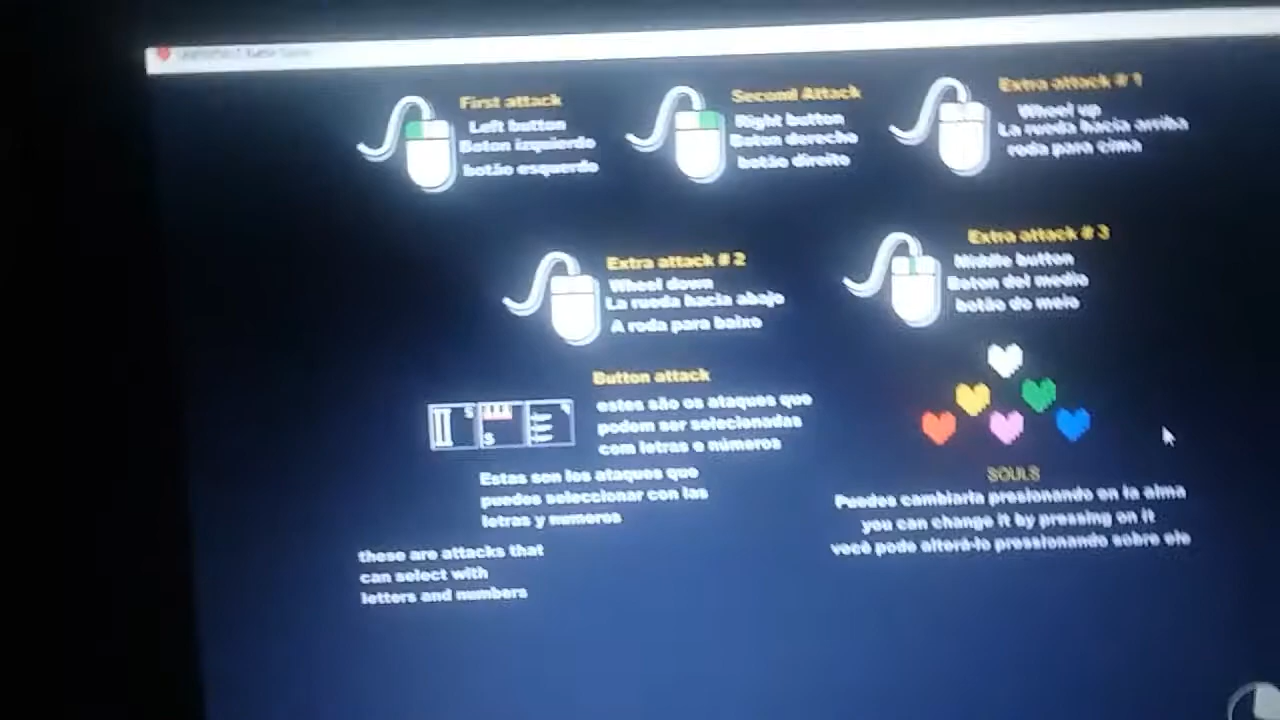 First attack
Left button
Boton izquierdo
botão esquerdo
Second Attack
Right button
Boton derecho
botão direito
Extra attack # 1
Wheel up
La rueda hacia arriba
roda para cima
Extra attack # 2
Wheel down
La rueda hacia abajo
A roda para baixo
Extra attack # 3
Middle button
Boton del medio
botão do meio
Button attack
estes são os ataques que
podem ser selecionadas
com letras e números
Estas son los ataques que
puedes seleccionar con las
letras y numeros
these are attacks that
can select with
letters and numbers
SOULS
Puedes cambiarla presionando en la alma
you can change it by pressing on it
você pode alterá-lo pressionando sobre ele